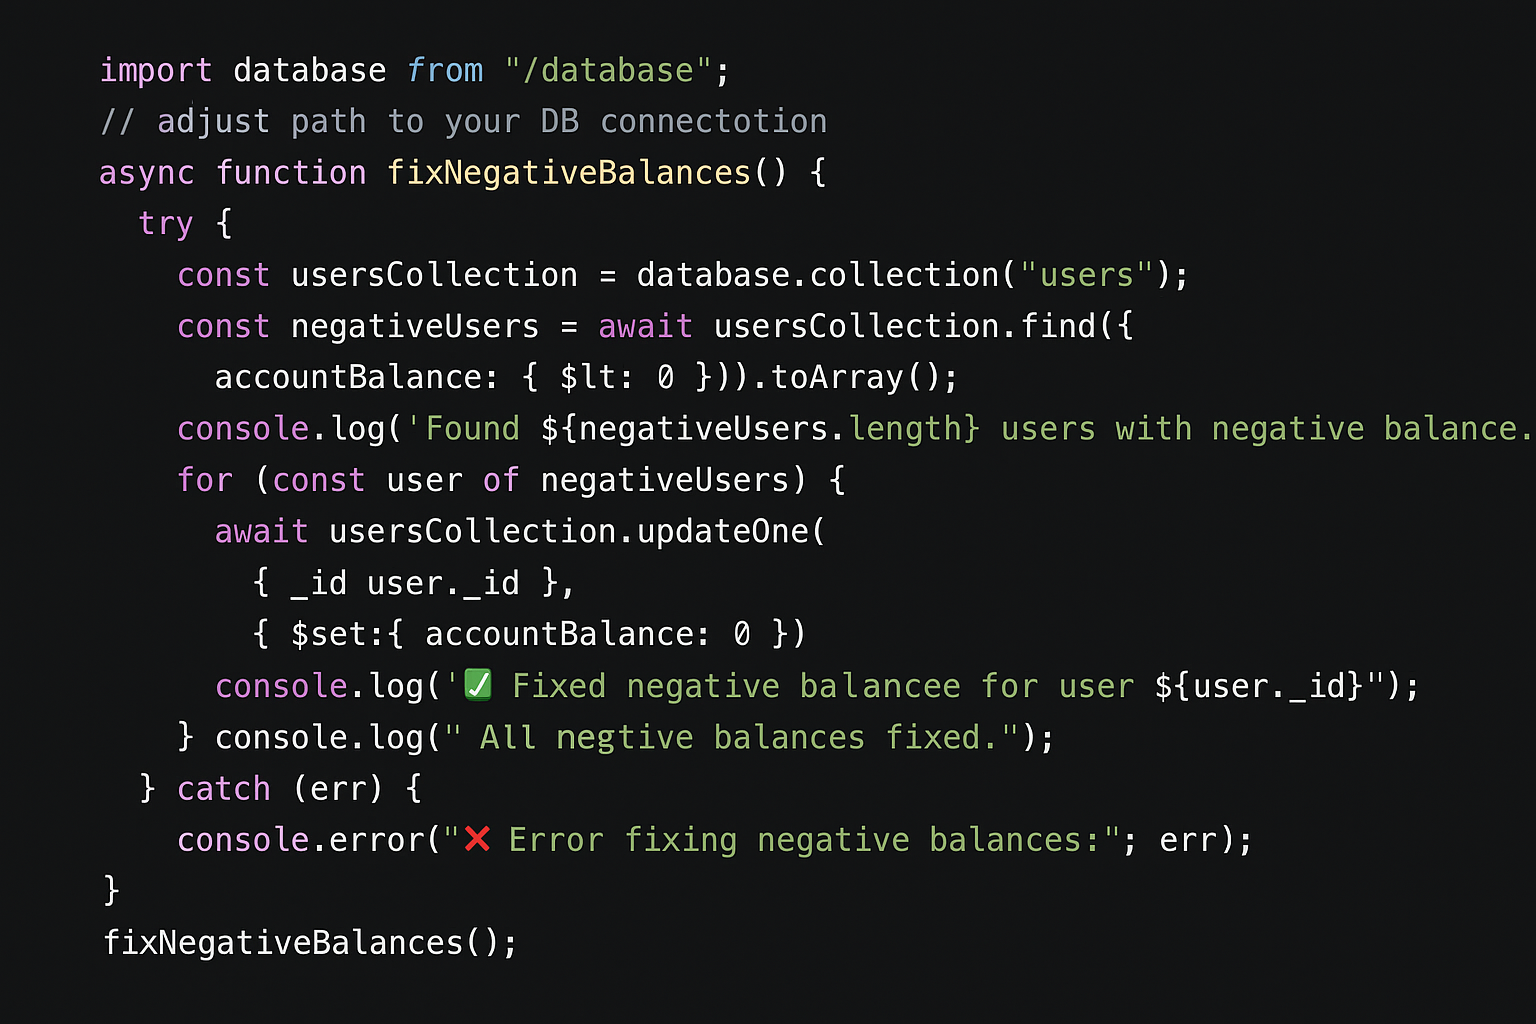 import database from "/database";
// adjust path to your DB connectotion
async function fixNegativeBalances() {
try {
const usersCollection = database.collection("users");
const negativeUsers = await usersCollection.find({
accountBalance: { $lt: 0 })).toArray();
console.log('Found ${negativeUsers.length} users with negative balance.
for (const user of negativeUsers) {
await usersCollection.updateOne(
{ _id user._id },
{ $set:{ accountBalance: 0 })
console.log('✅ Fixed negative balancee for user ${user._id}");
} console.log(" All negtive balances fixed.");
} catch (err) {
console.error("❌ Error fixing negative balances:"; err);
}
fixNegativeBalances();